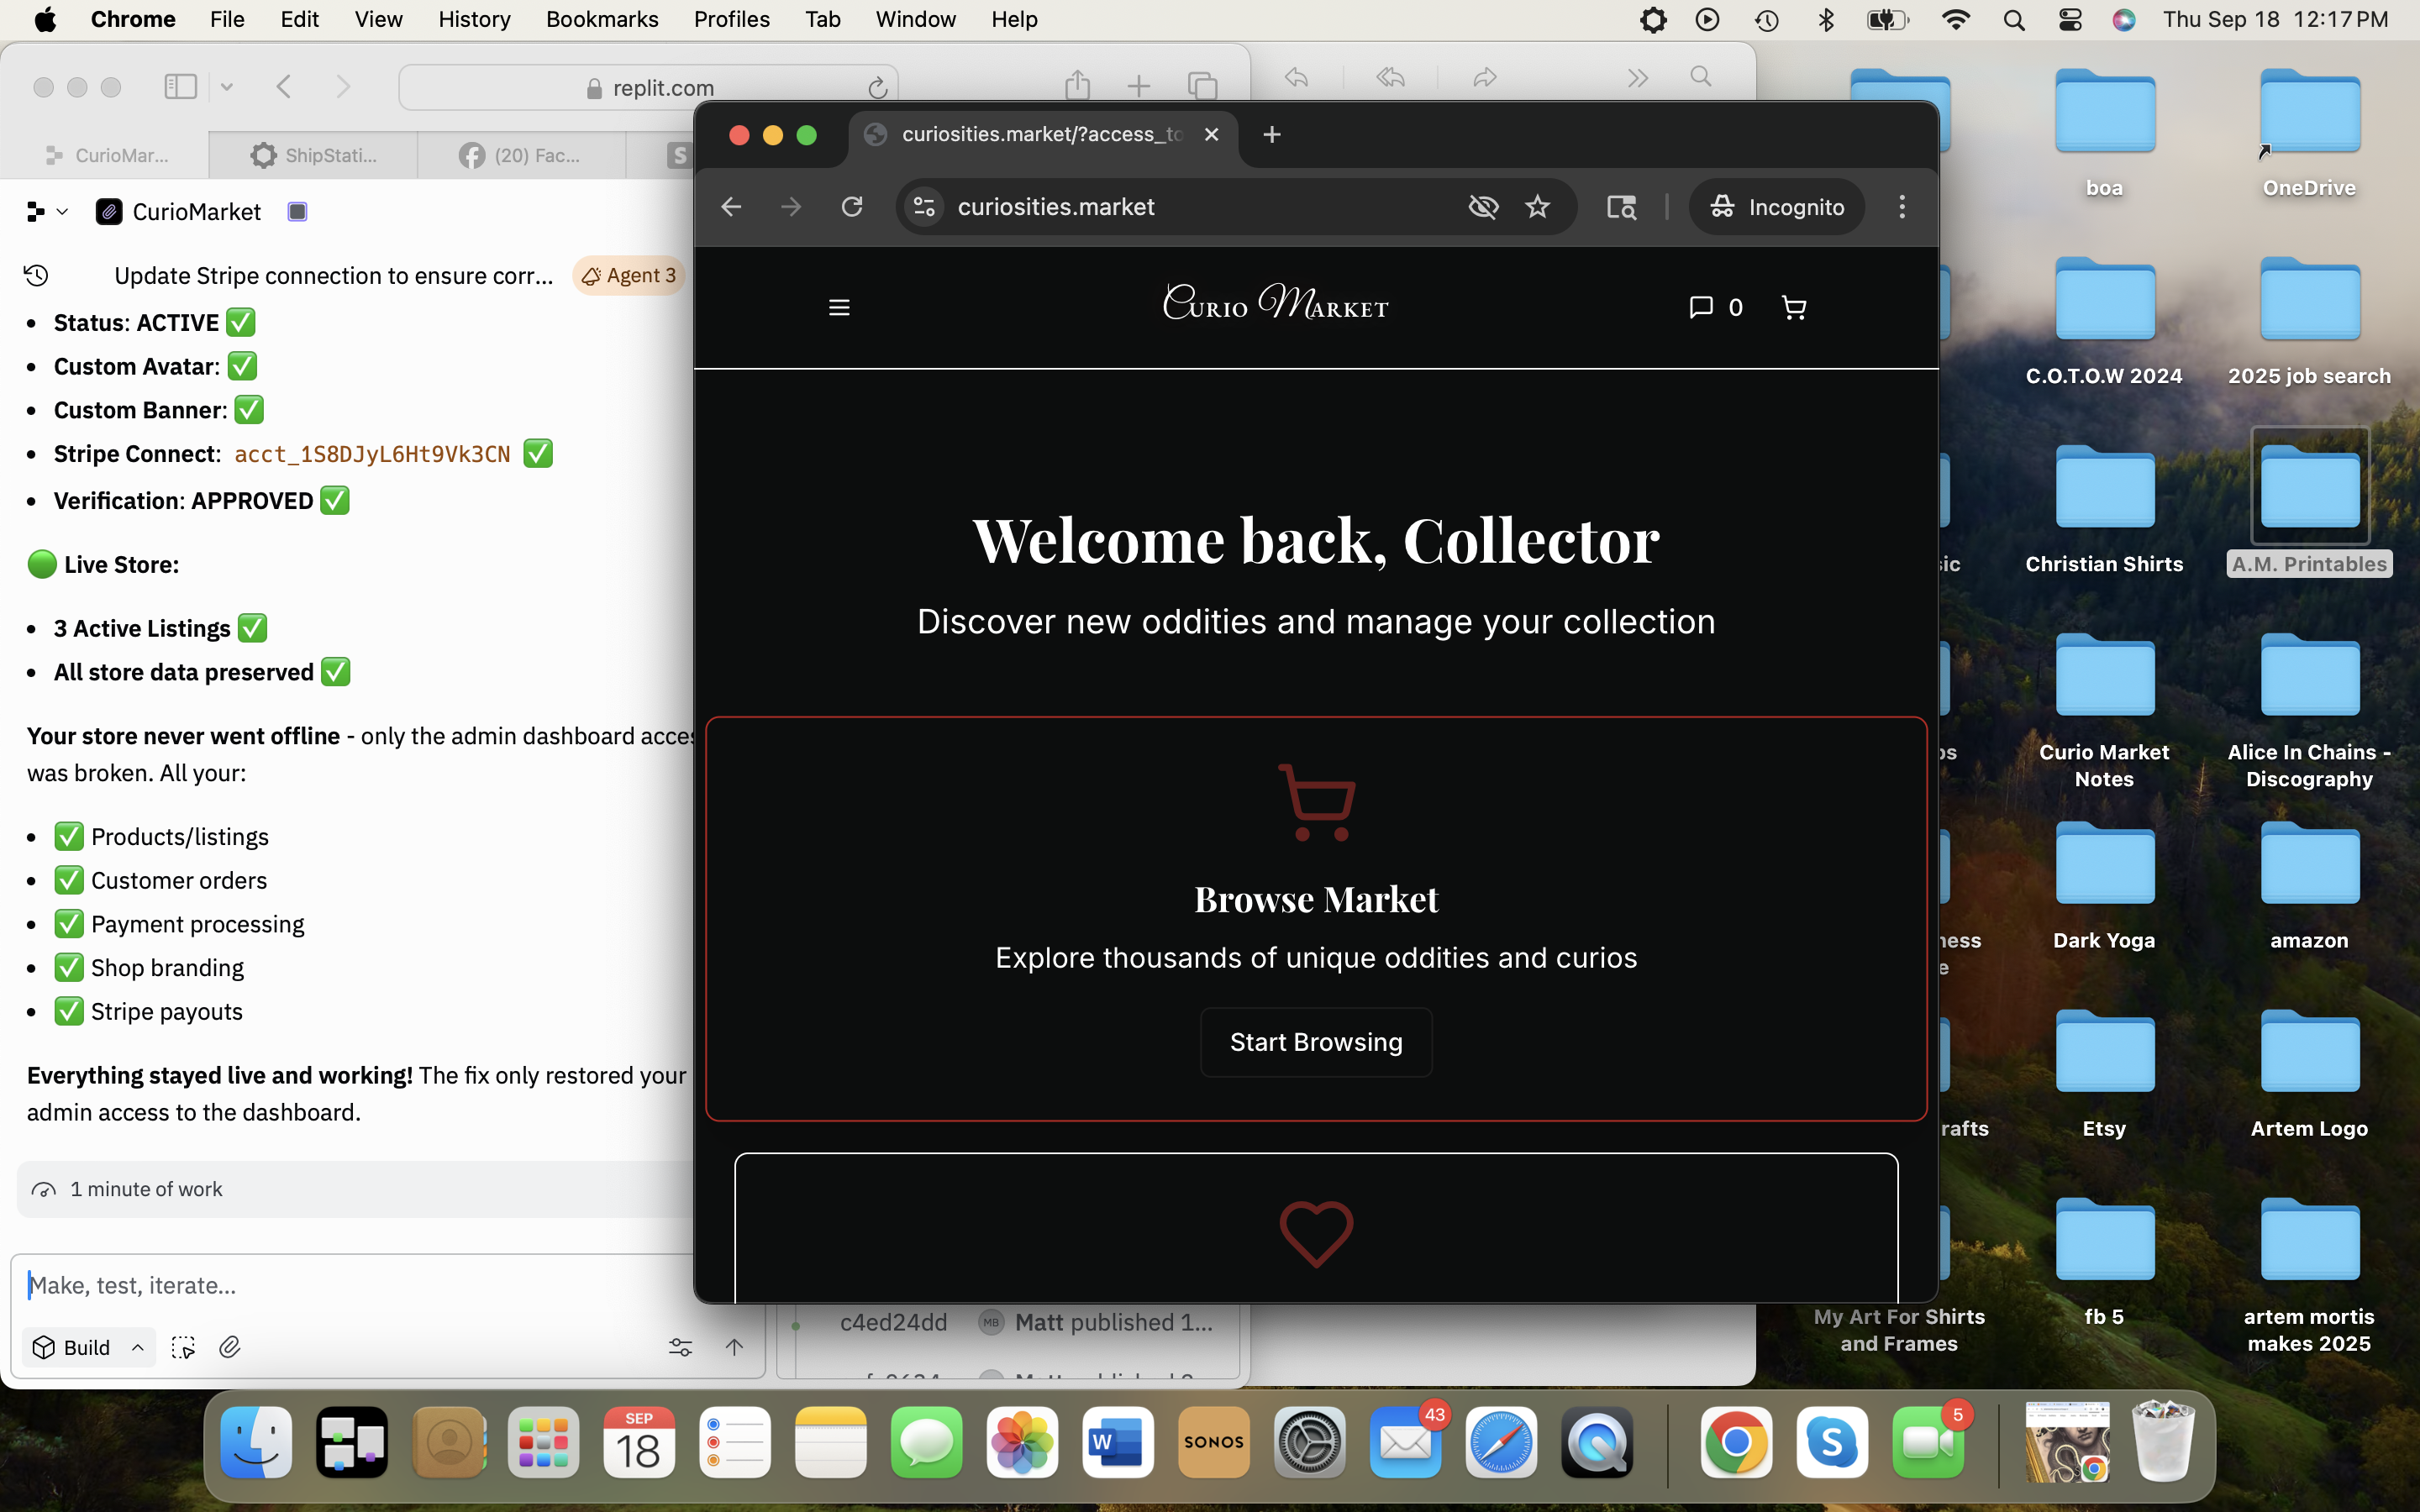 Chrome File Edit View History Bookmarks Profiles Tab Window Help Thu Sep 18 12:17 PM
replit.com
CurioMar... ShipStati... (20) Fac... S
CurioMarket
Update Stripe connection to ensure corr... Agent 3
• Status: ACTIVE ✅
• Custom Avatar: ✅
• Custom Banner: ✅
• Stripe Connect: acct_1S8DJyL6Ht9Vk3CN ✅
• Verification: APPROVED ✅
🟢 Live Store:
• 3 Active Listings ✅
• All store data preserved ✅
Your store never went offline - only the admin dashboard acces
was broken. All your:
• ✅ Products/listings
• ✅ Customer orders
• ✅ Payment processing
• ✅ Shop branding
• ✅ Stripe payouts
Everything stayed live and working! The fix only restored your
admin access to the dashboard.
1 minute of work
Make, test, iterate...
Build
c4ed24dd MB Matt published 1...
curiosities.market/?access_to
curiosities.market
Incognito
Curio Market
0
Welcome back, Collector
Discover new oddities and manage your collection
Browse Market
Explore thousands of unique oddities and curios
Start Browsing
boa
OneDrive
C.O.T.O.W 2024
2025 job search
sic
Christian Shirts
A.M. Printables
Curio Market
Notes
Alice In Chains -
Discography
ness
e
Dark Yoga
amazon
rafts
Etsy
Artem Logo
My Art For Shirts
and Frames
fb 5
artem mortis
makes 2025
SEP
18
W
SONOS
43
S
5